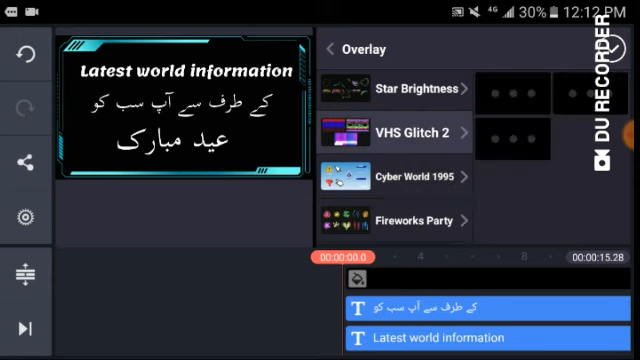 4G 30% 12:12 PM
Latest world information
کے طرف سے آپ سب کو
عید مبارک
Overlay
Star Brightness
VHS Glitch 2
Cyber World 1995
Fireworks Party
DU RECORDER
00:00:00.0 4 8 00:00:15.28
T کے طرف سے آپ سب کو
T Latest world information